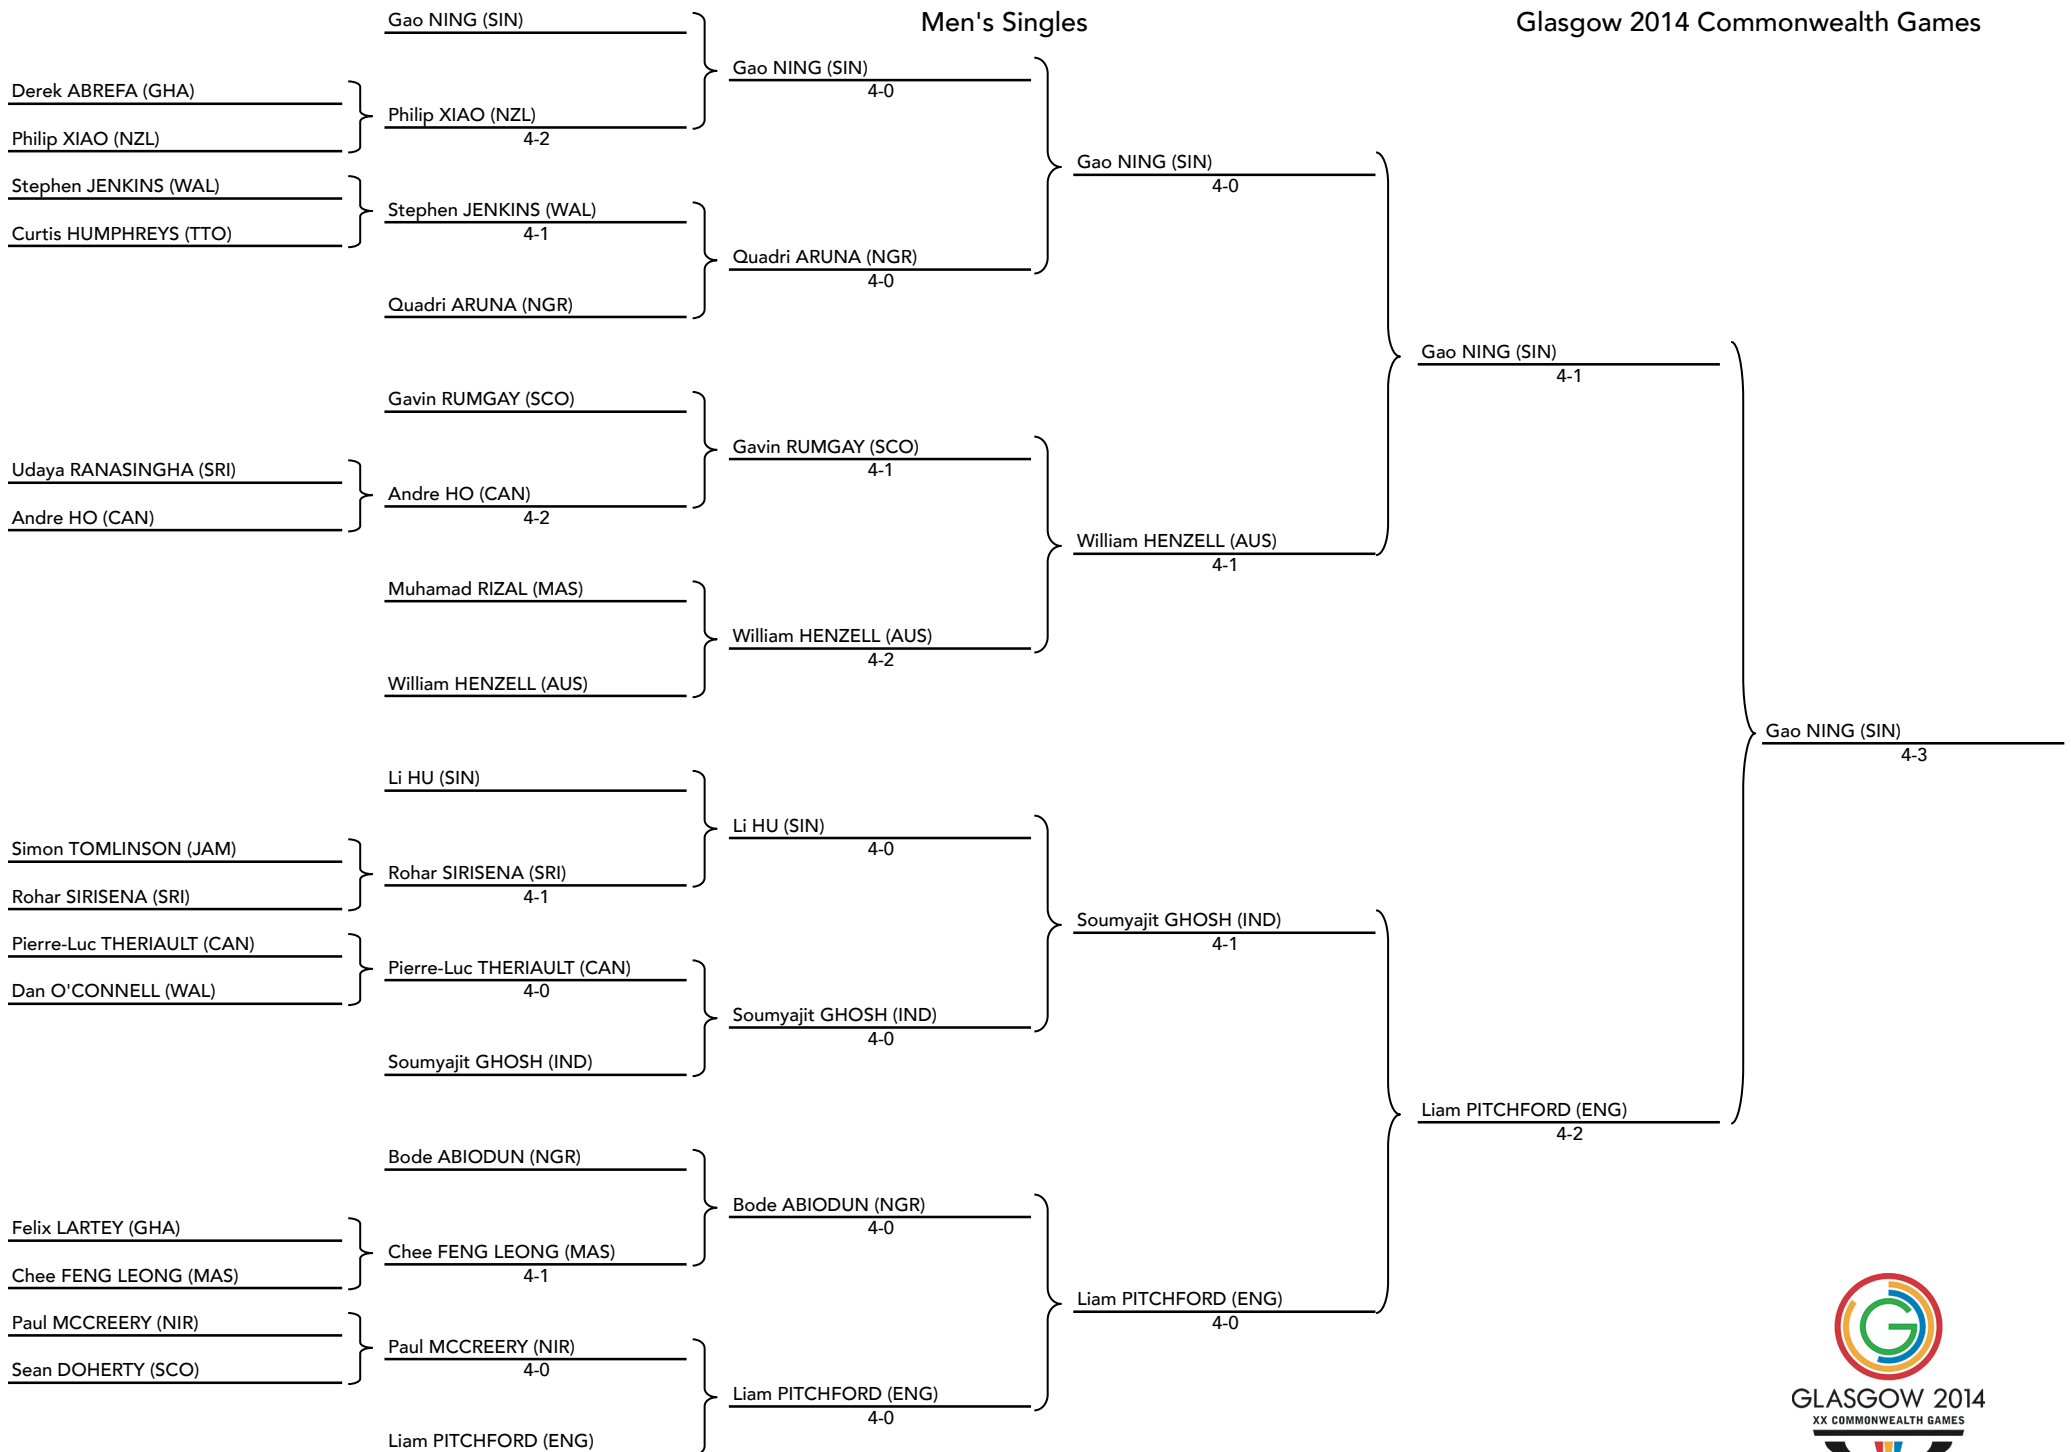 Men's Singles
Glasgow 2014 Commonwealth Games
Gao NING (SIN)
Gao NING (SIN)
4-0
Derek ABREFA (GHA)
Philip XIAO (NZL)
4-2
Philip XIAO (NZL)
Gao NING (SIN)
4-0
Stephen JENKINS (WAL)
Stephen JENKINS (WAL)
4-1
Curtis HUMPHREYS (TTO)
Quadri ARUNA (NGR)
4-0
Quadri ARUNA (NGR)
Gao NING (SIN)
4-1
Gavin RUMGAY (SCO)
Gavin RUMGAY (SCO)
4-1
Udaya RANASINGHA (SRI)
Andre HO (CAN)
4-2
Andre HO (CAN)
William HENZELL (AUS)
4-1
Muhamad RIZAL (MAS)
William HENZELL (AUS)
4-2
William HENZELL (AUS)
Gao NING (SIN)
4-3
Li HU (SIN)
Li HU (SIN)
4-0
Simon TOMLINSON (JAM)
Rohar SIRISENA (SRI)
4-1
Rohar SIRISENA (SRI)
Soumyajit GHOSH (IND)
4-1
Pierre-Luc THERIAULT (CAN)
Pierre-Luc THERIAULT (CAN)
4-0
Dan O'CONNELL (WAL)
Soumyajit GHOSH (IND)
4-0
Soumyajit GHOSH (IND)
Liam PITCHFORD (ENG)
4-2
Bode ABIODUN (NGR)
Bode ABIODUN (NGR)
4-0
Felix LARTEY (GHA)
Chee FENG LEONG (MAS)
4-1
Chee FENG LEONG (MAS)
Liam PITCHFORD (ENG)
4-0
Paul MCCREERY (NIR)
Paul MCCREERY (NIR)
4-0
Sean DOHERTY (SCO)
Liam PITCHFORD (ENG)
4-0
Liam PITCHFORD (ENG)
GLASGOW 2014
XX COMMONWEALTH GAMES